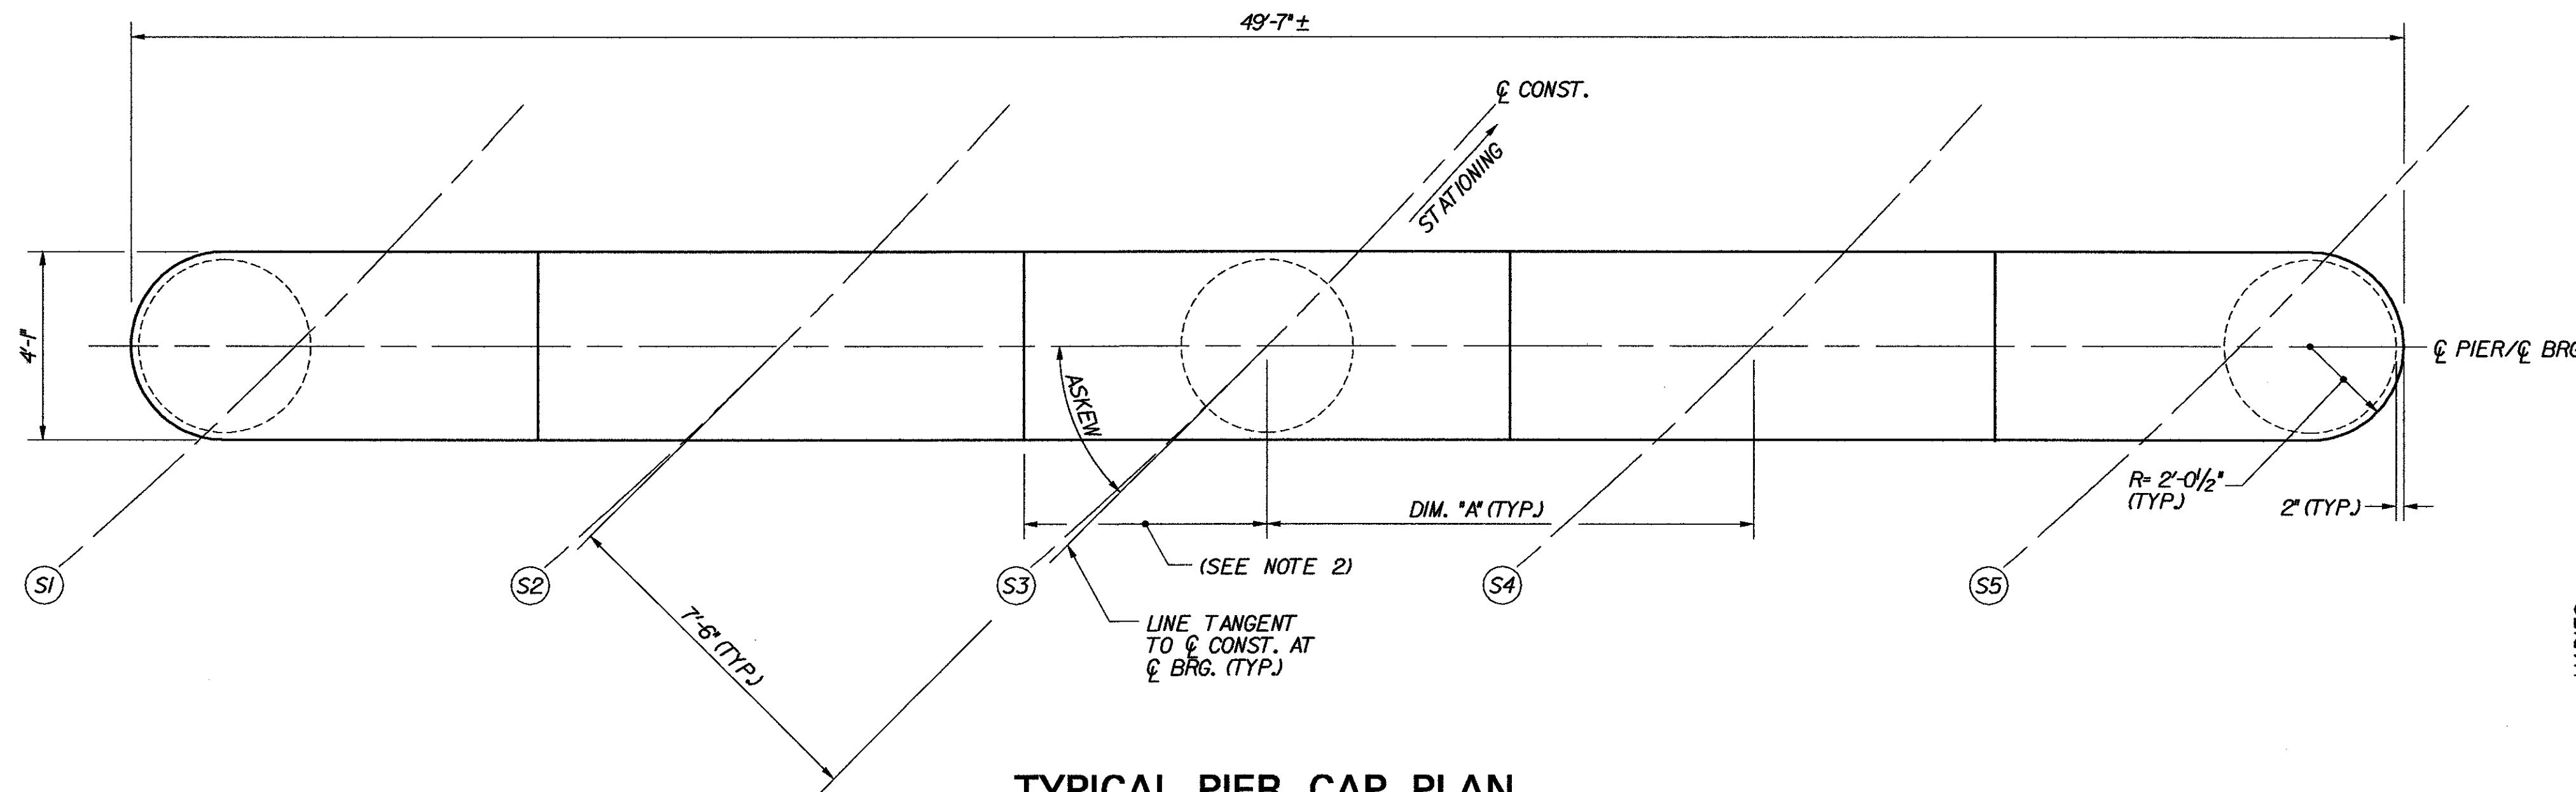 49'-7"±
℄ CONST.
STATIONING
4'-1"
ASKEW
℄ PIER/℄ BRG
R= 2'-0 1/2"
(TYP.)
2" (TYP.)
DIM. "A" (TYP.)
(SEE NOTE 2)
S1
S2
S3
S4
S5
7'-6" (TYP.)
LINE TANGENT
TO ℄ CONST. AT
℄ BRG. (TYP.)
TYPICAL PIER CAP PLAN